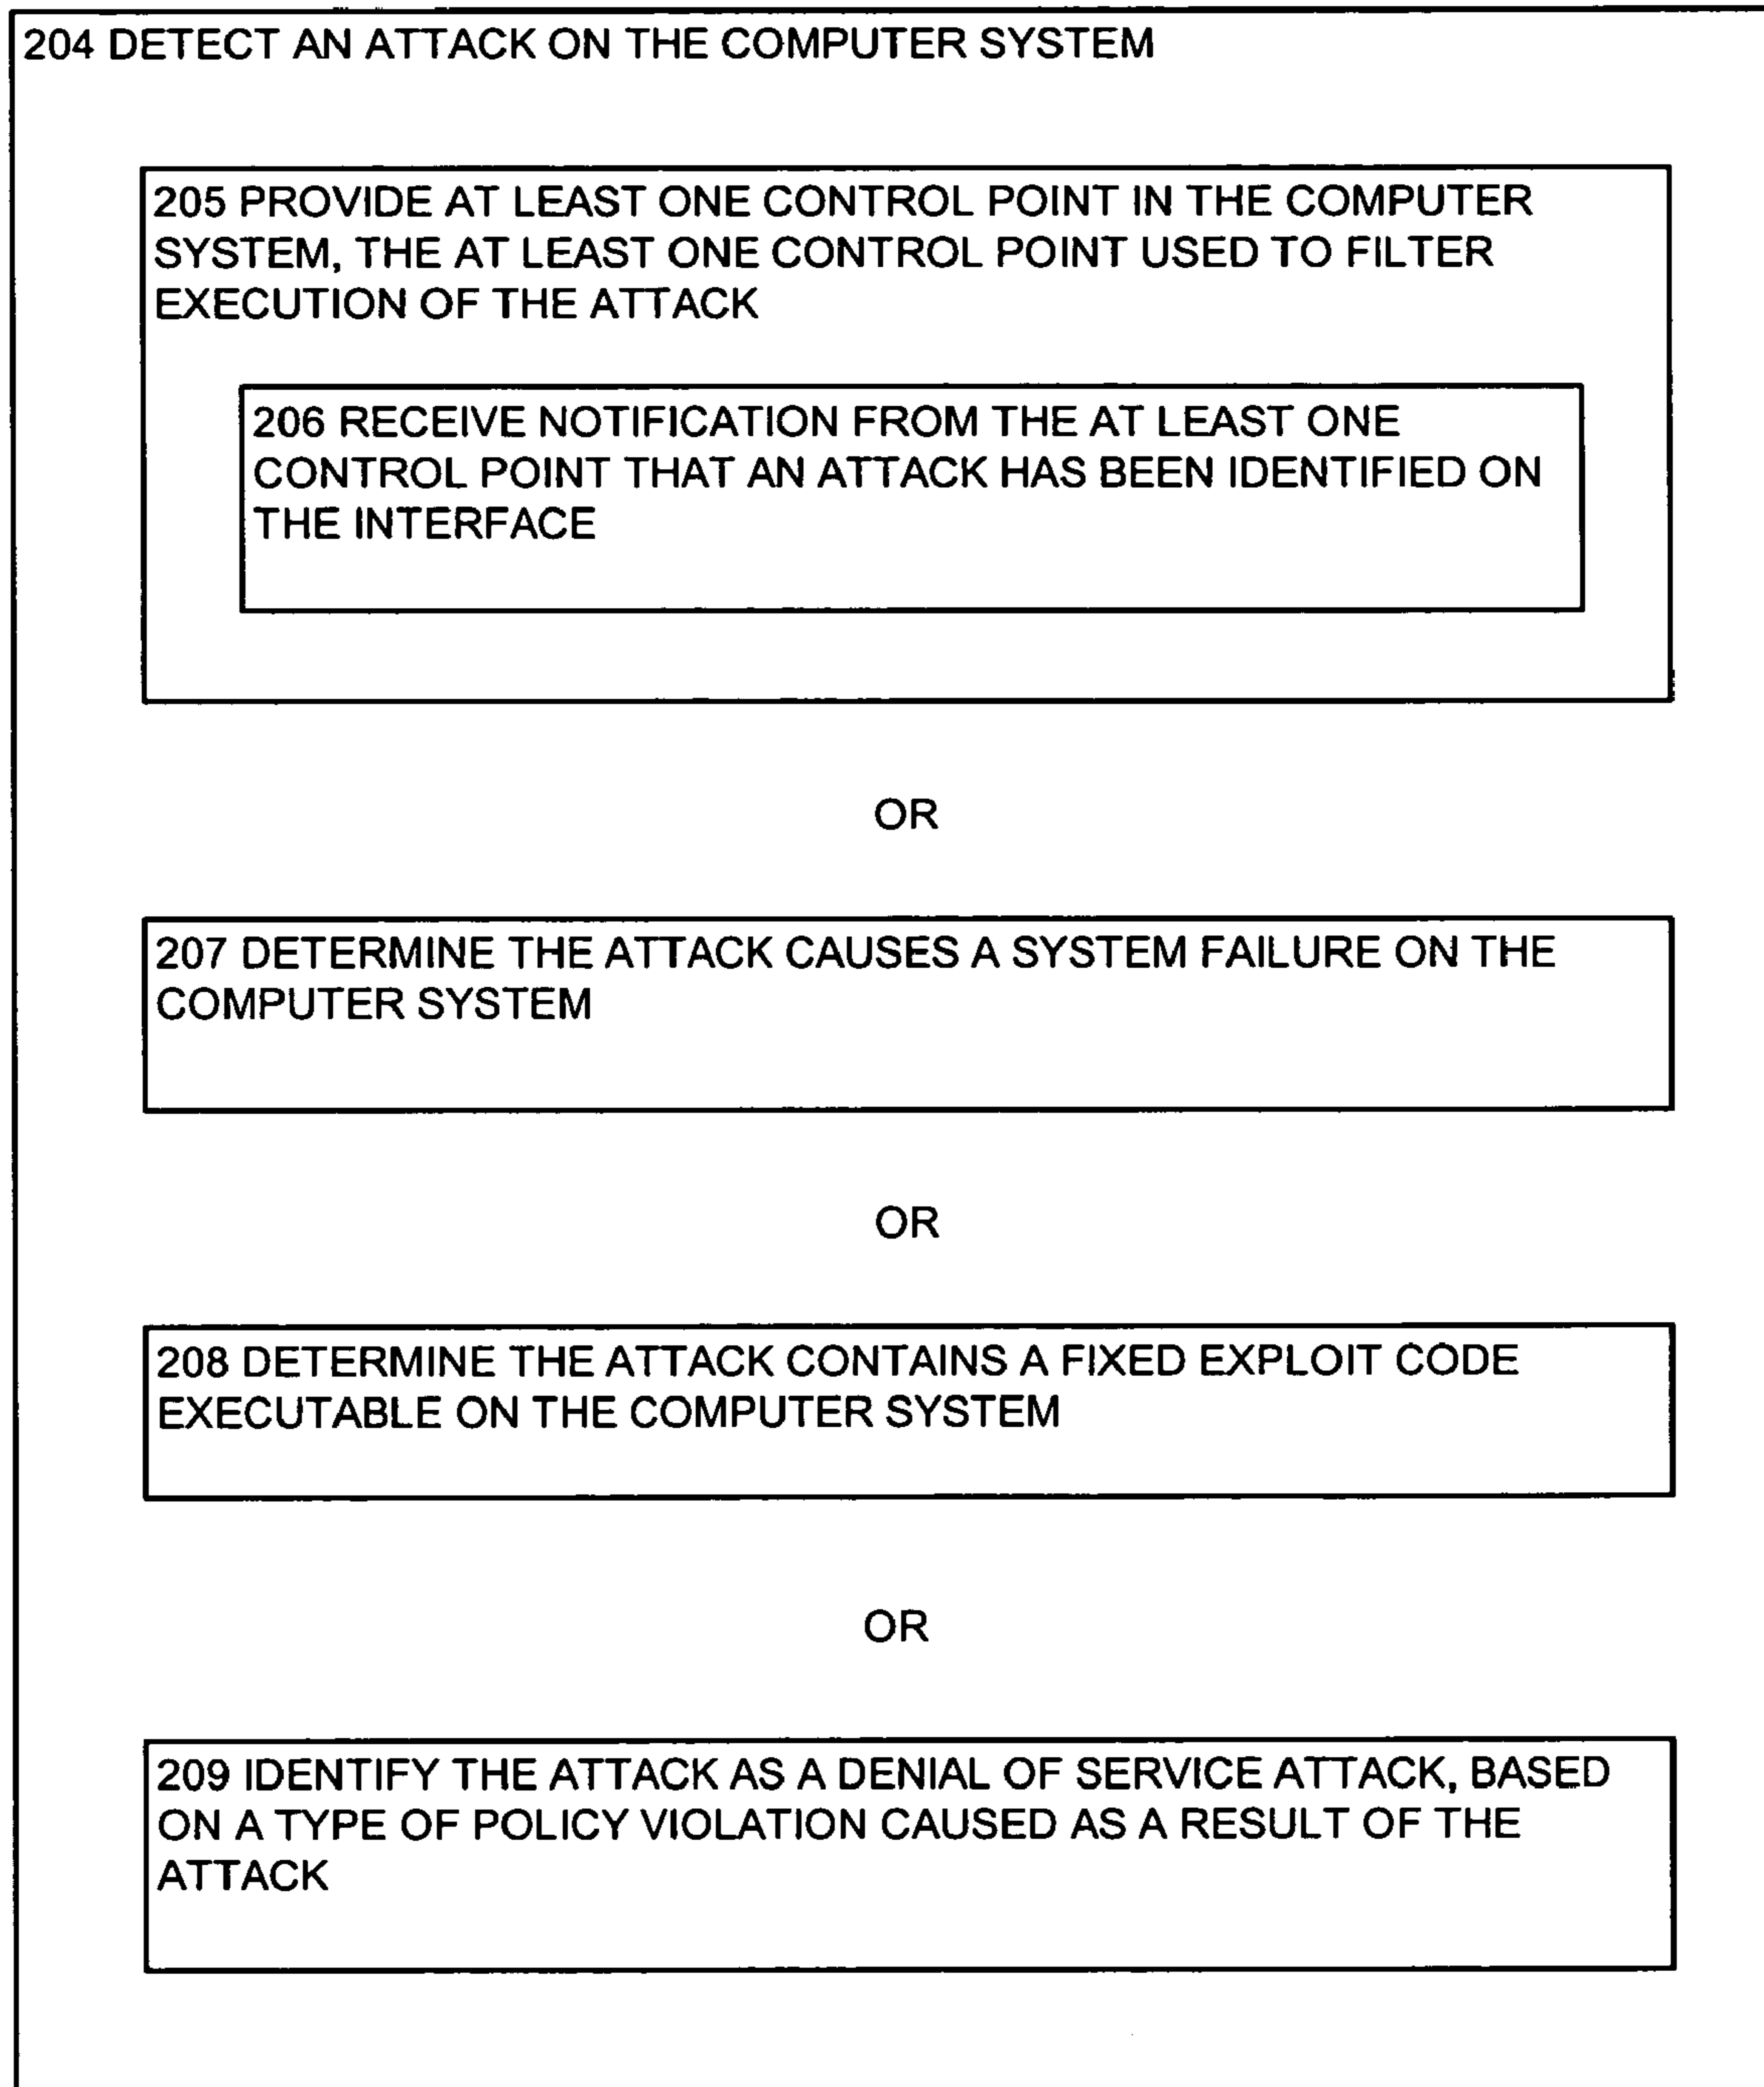 204 DETECT AN ATTACK ON THE COMPUTER SYSTEM
205 PROVIDE AT LEAST ONE CONTROL POINT IN THE COMPUTER
SYSTEM, THE AT LEAST ONE CONTROL POINT USED TO FILTER
EXECUTION OF THE ATTACK
206 RECEIVE NOTIFICATION FROM THE AT LEAST ONE
CONTROL POINT THAT AN ATTACK HAS BEEN IDENTIFIED ON
THE INTERFACE
OR
207 DETERMINE THE ATTACK CAUSES A SYSTEM FAILURE ON THE
COMPUTER SYSTEM
OR
208 DETERMINE THE ATTACK CONTAINS A FIXED EXPLOIT CODE
EXECUTABLE ON THE COMPUTER SYSTEM
OR
209 IDENTIFY THE ATTACK AS A DENIAL OF SERVICE ATTACK, BASED
ON A TYPE OF POLICY VIOLATION CAUSED AS A RESULT OF THE
ATTACK